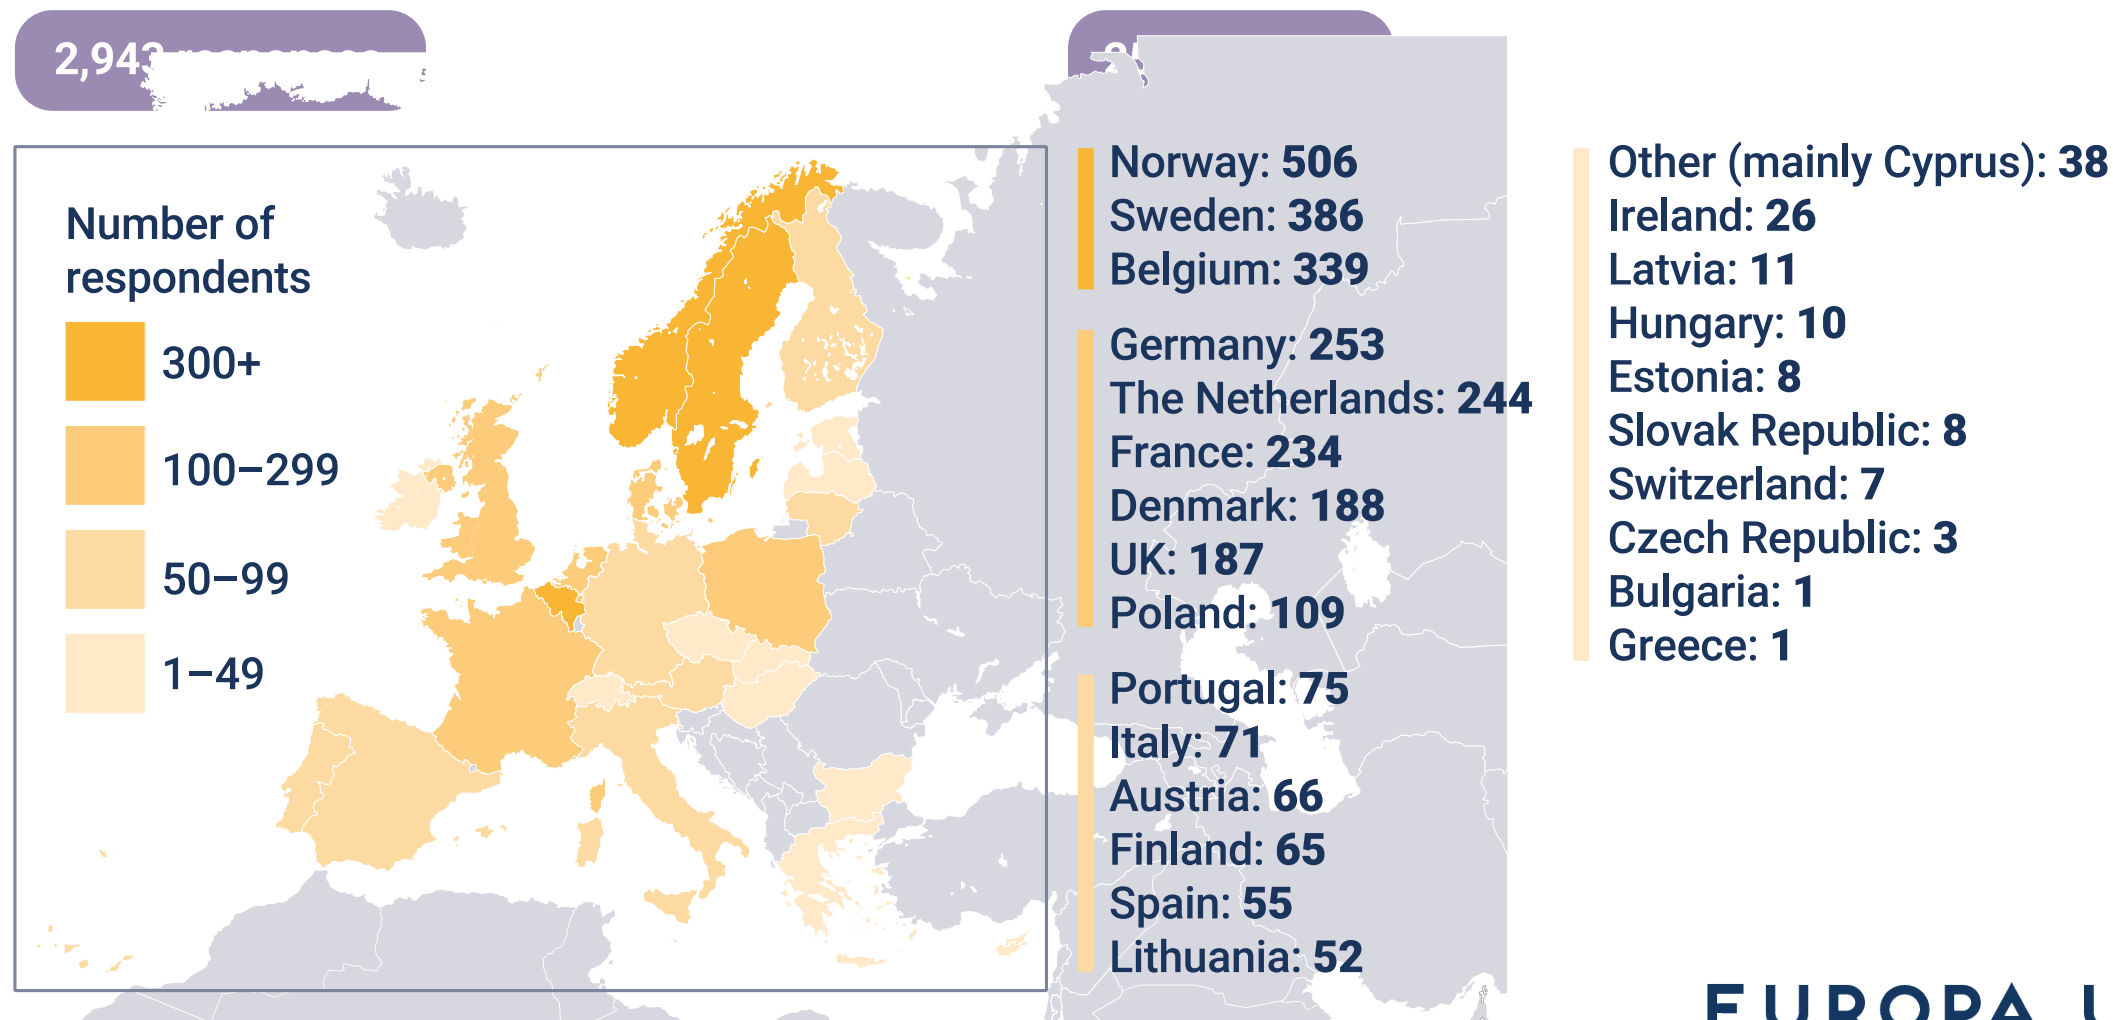 2,943 responses
Number of
respondents
300+
100–299
50–99
1–49
Norway: 506
Sweden: 386
Belgium: 339
Germany: 253
The Netherlands: 244
France: 234
Denmark: 188
UK: 187
Poland: 109
Portugal: 75
Italy: 71
Austria: 66
Finland: 65
Spain: 55
Lithuania: 52
Other (mainly Cyprus): 38
Ireland: 26
Latvia: 11
Hungary: 10
Estonia: 8
Slovak Republic: 8
Switzerland: 7
Czech Republic: 3
Bulgaria: 1
Greece: 1
EUROPA